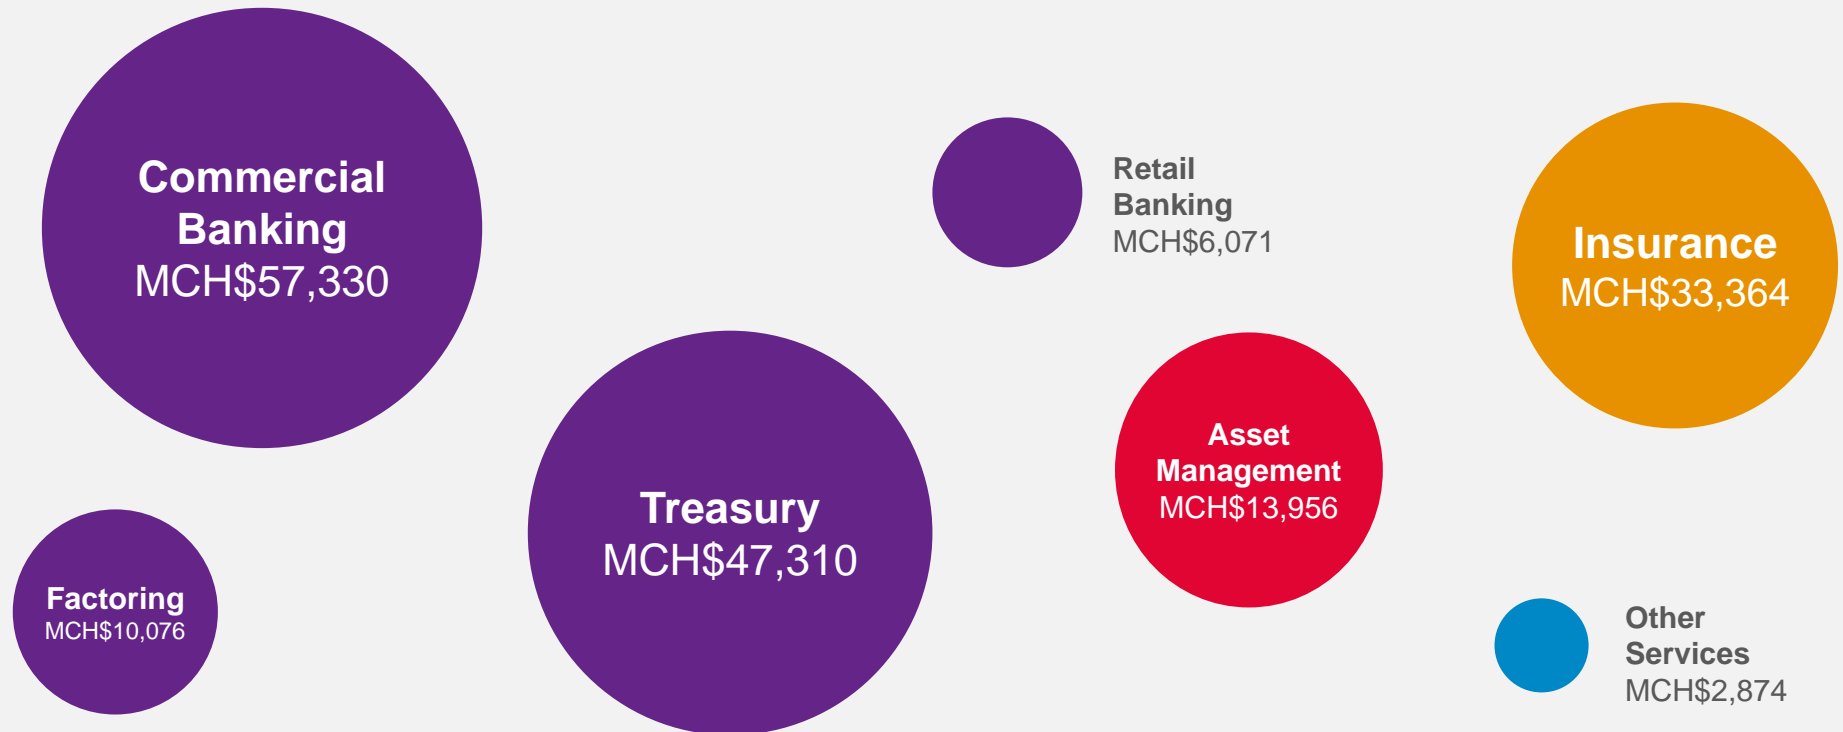 Commercial
Banking
MCH$57,330
Retail
Banking
MCH$6,071
Insurance
MCH$33,364
Asset
Management
MCH$13,956
Treasury
MCH$47,310
Factoring
MCH$10,076
Other
Services
MCH$2,874